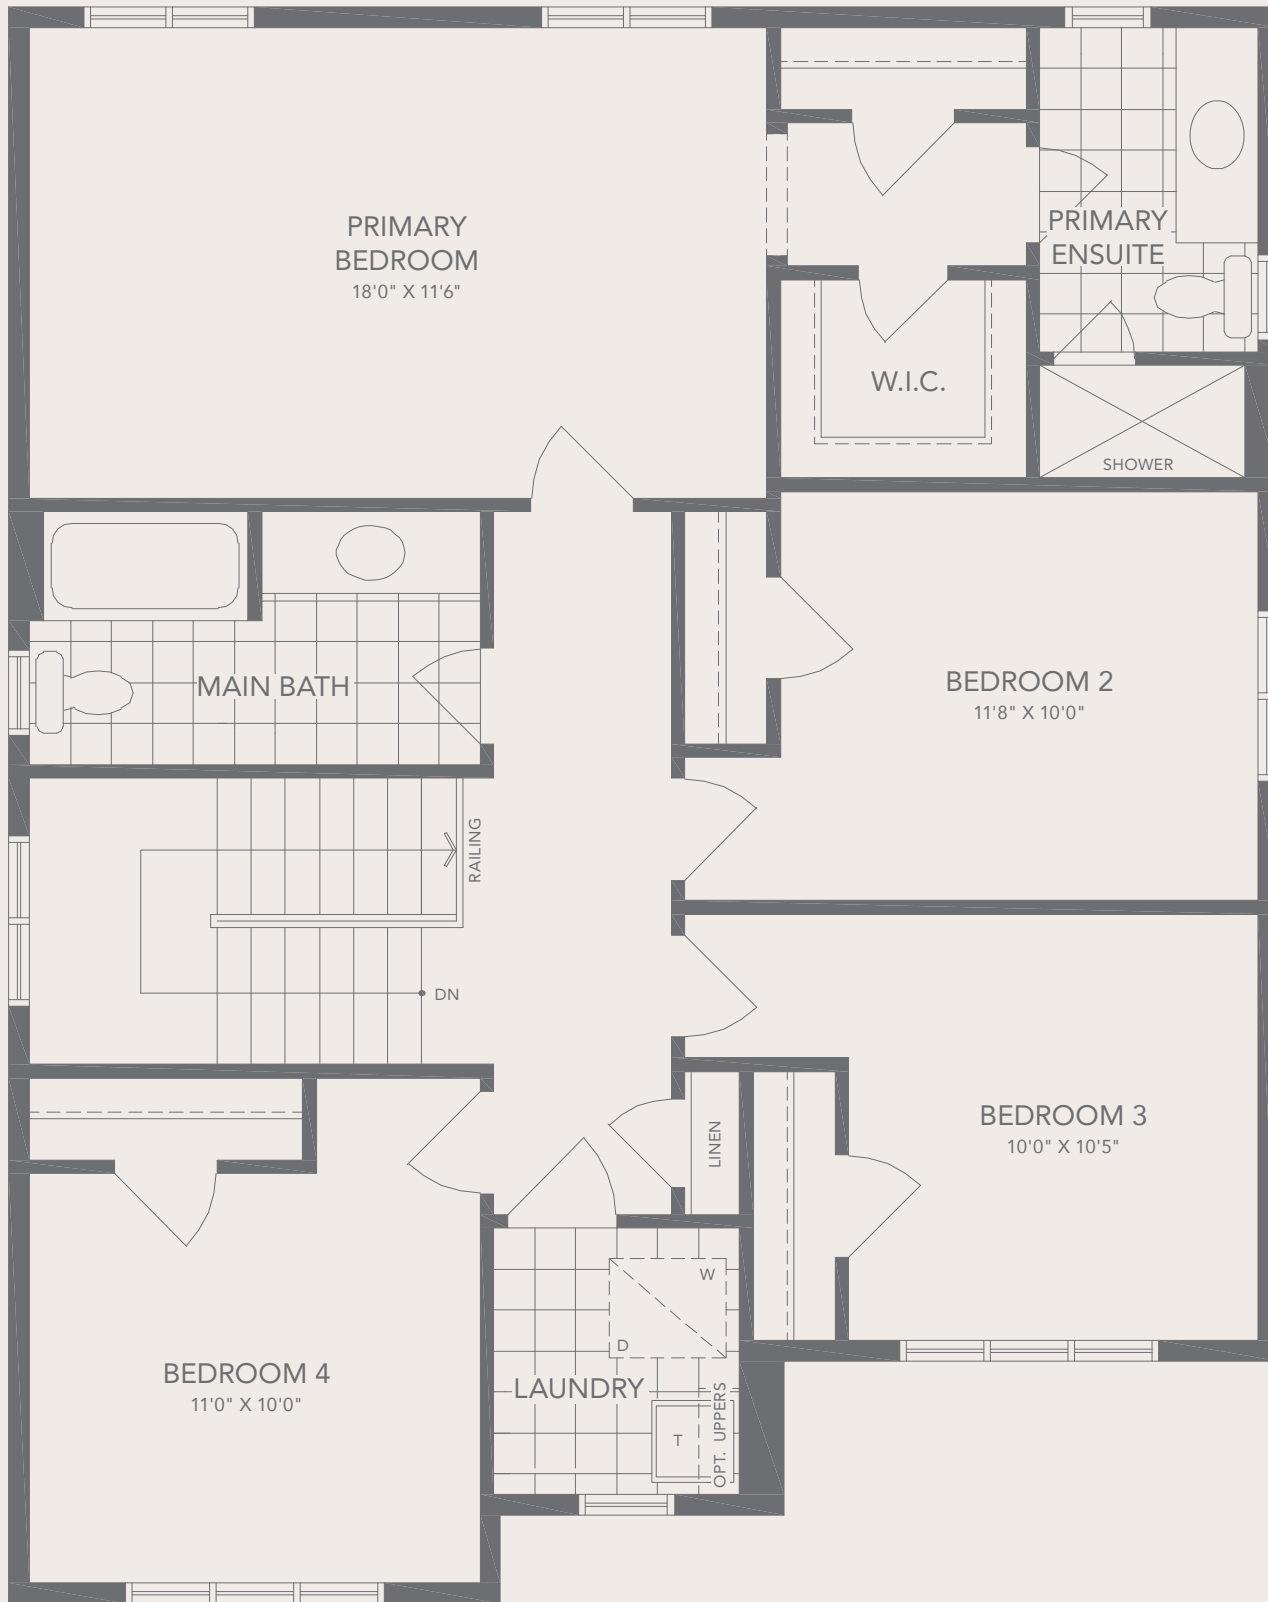 PRIMARY
BEDROOM
18'0" X 11'6"
PRIMARY
ENSUITE
W.I.C.
SHOWER
MAIN BATH
BEDROOM 2
11'8" X 10'0"
RAILING
DN
BEDROOM 3
10'0" X 10'5"
LINEN
W
D
BEDROOM 4
11'0" X 10'0"
LAUNDRY
T
OPT. UPPERS